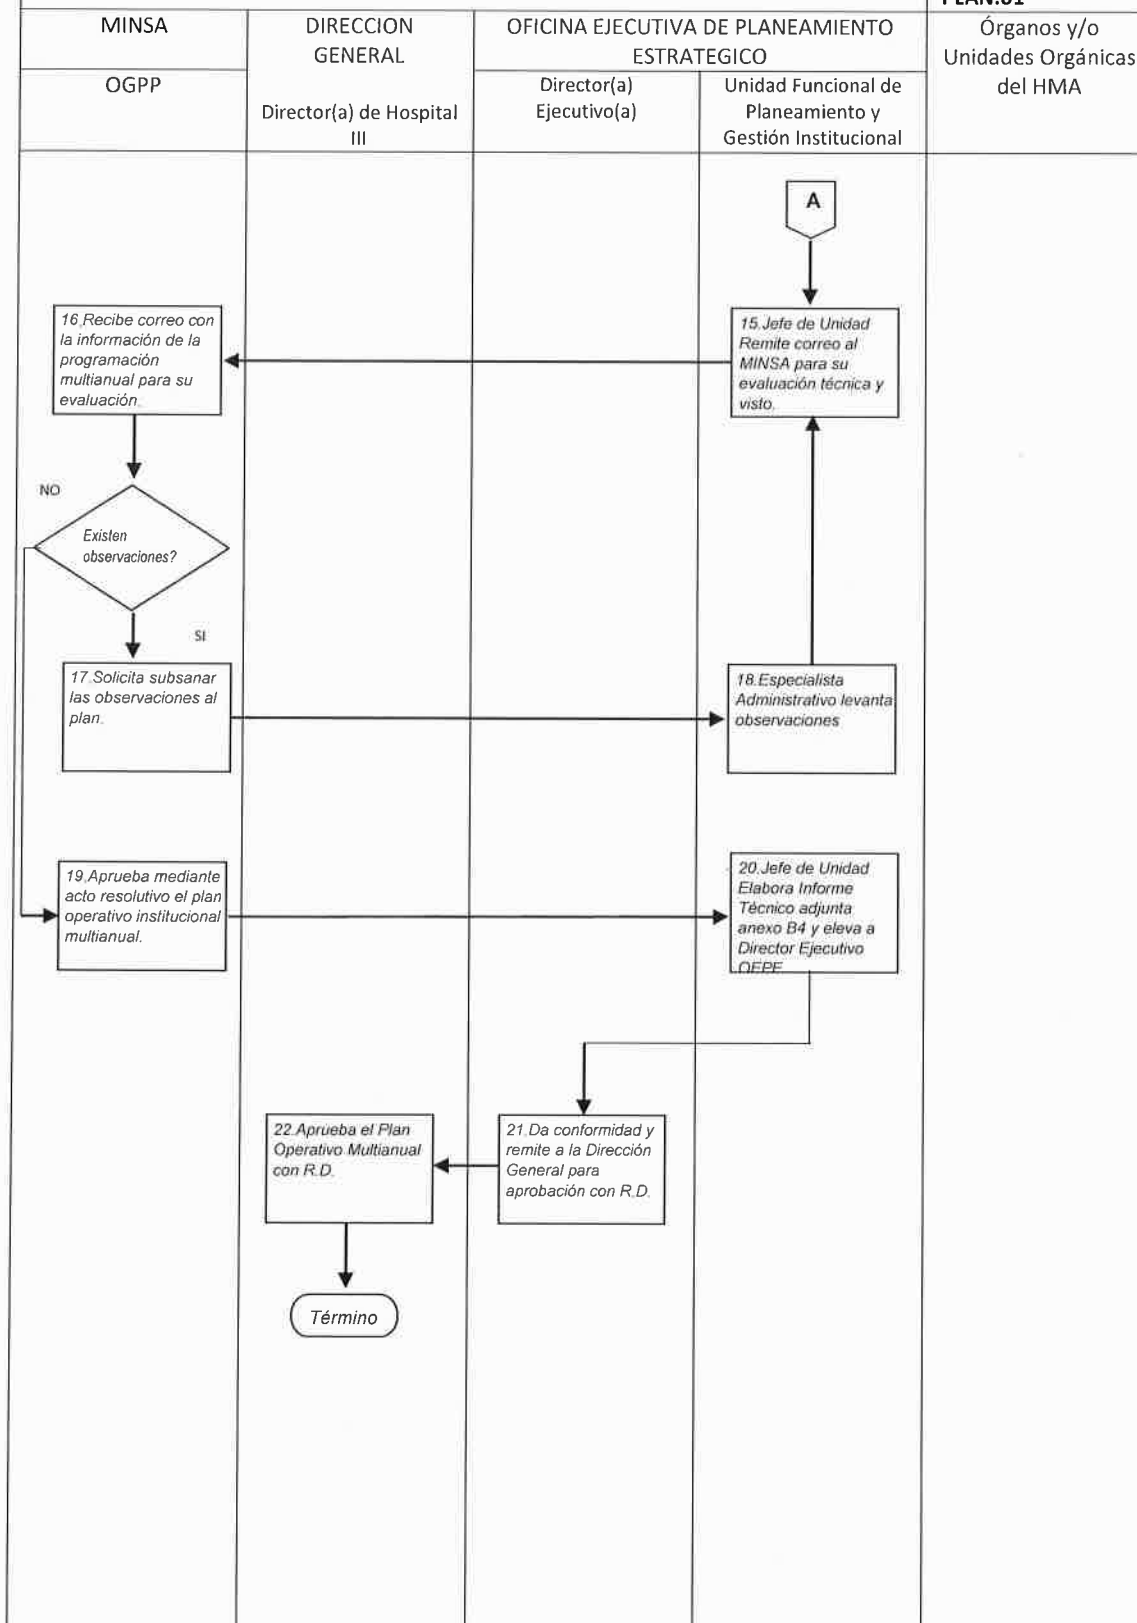 PLAN.01
MINSA
OGPP
DIRECCION
GENERAL
Director(a) de Hospital
III
OFICINA EJECUTIVA DE PLANEAMIENTO
ESTRATEGICO
Director(a)
Ejecutivo(a)
Unidad Funcional de
Planeamiento y
Gestión Institucional
Órganos y/o
Unidades Orgánicas
del HMA
A
15.Jefe de Unidad
Remite correo al
MINSA para su
evaluación técnica y
visto.
16.Recibe correo con
la información de la
programación
multianual para su
evaluación.
NO
Existen
observaciones?
SI
17.Solicita subsanar
las observaciones al
plan.
18.Especialista
Administrativo levanta
observaciones
19.Aprueba mediante
acto resolutivo el plan
operativo institucional
multianual.
20.Jefe de Unidad
Elabora Informe
Técnico adjunta
anexo B4 y eleva a
Director Ejecutivo
OEPE
21.Da conformidad y
remite a la Dirección
General para
aprobación con R.D.
22.Aprueba el Plan
Operativo Multianual
con R.D.
Término